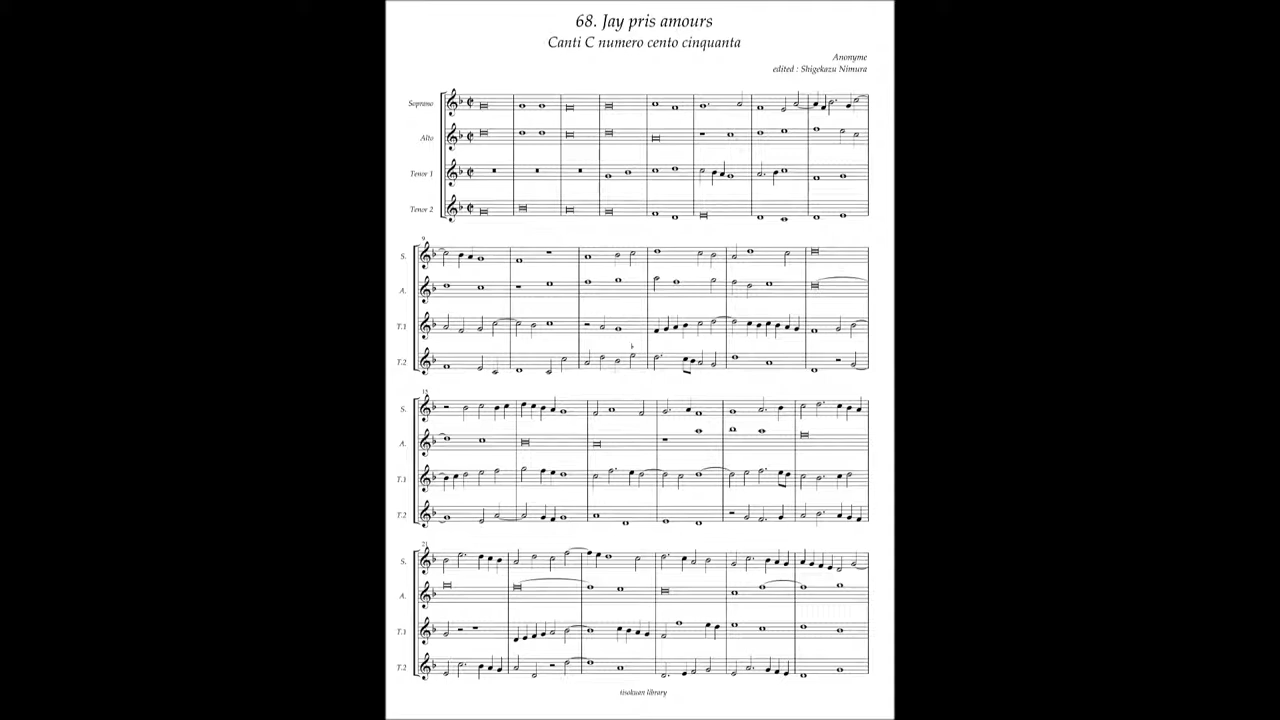 68. Jay pris amours
Canti C numero cento cinquanta
Anonyme
edited : Shigekazu Nimura
Soprano
Alto
Tenor 1
Tenor 2
9
S.
A.
T.1
T.2
15
S.
A.
T.1
T.2
21
S.
A.
T.1
T.2
tisokuan library